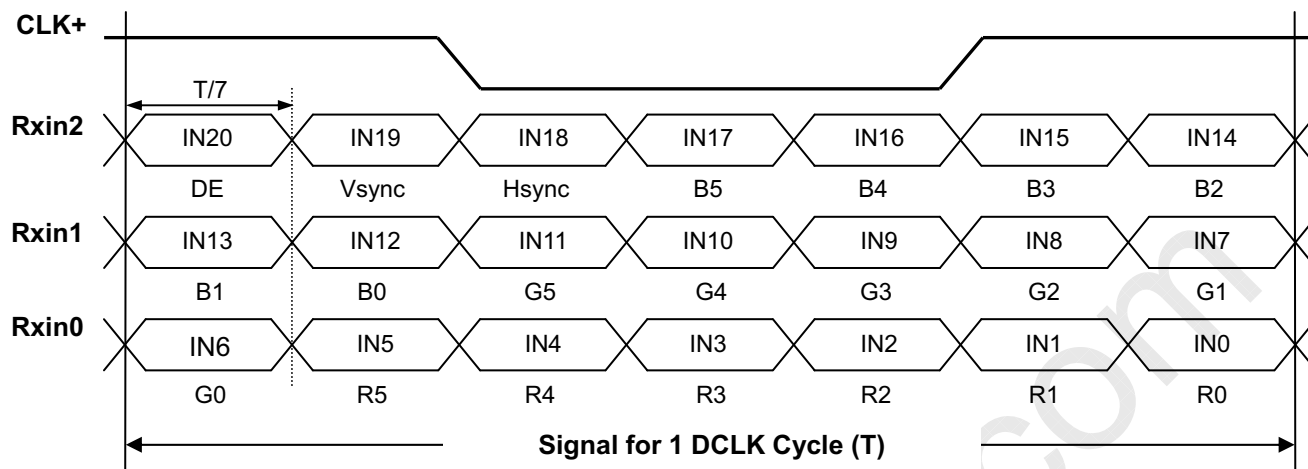 CLK+
T/7
Rxin2 IN20 IN19 IN18 IN17 IN16 IN15 IN14
DE Vsync Hsync B5 B4 B3 B2
Rxin1 IN13 IN12 IN11 IN10 IN9 IN8 IN7
B1 B0 G5 G4 G3 G2 G1
Rxin0 IN6 IN5 IN4 IN3 IN2 IN1 IN0
G0 R5 R4 R3 R2 R1 R0
Signal for 1 DCLK Cycle (T)
com